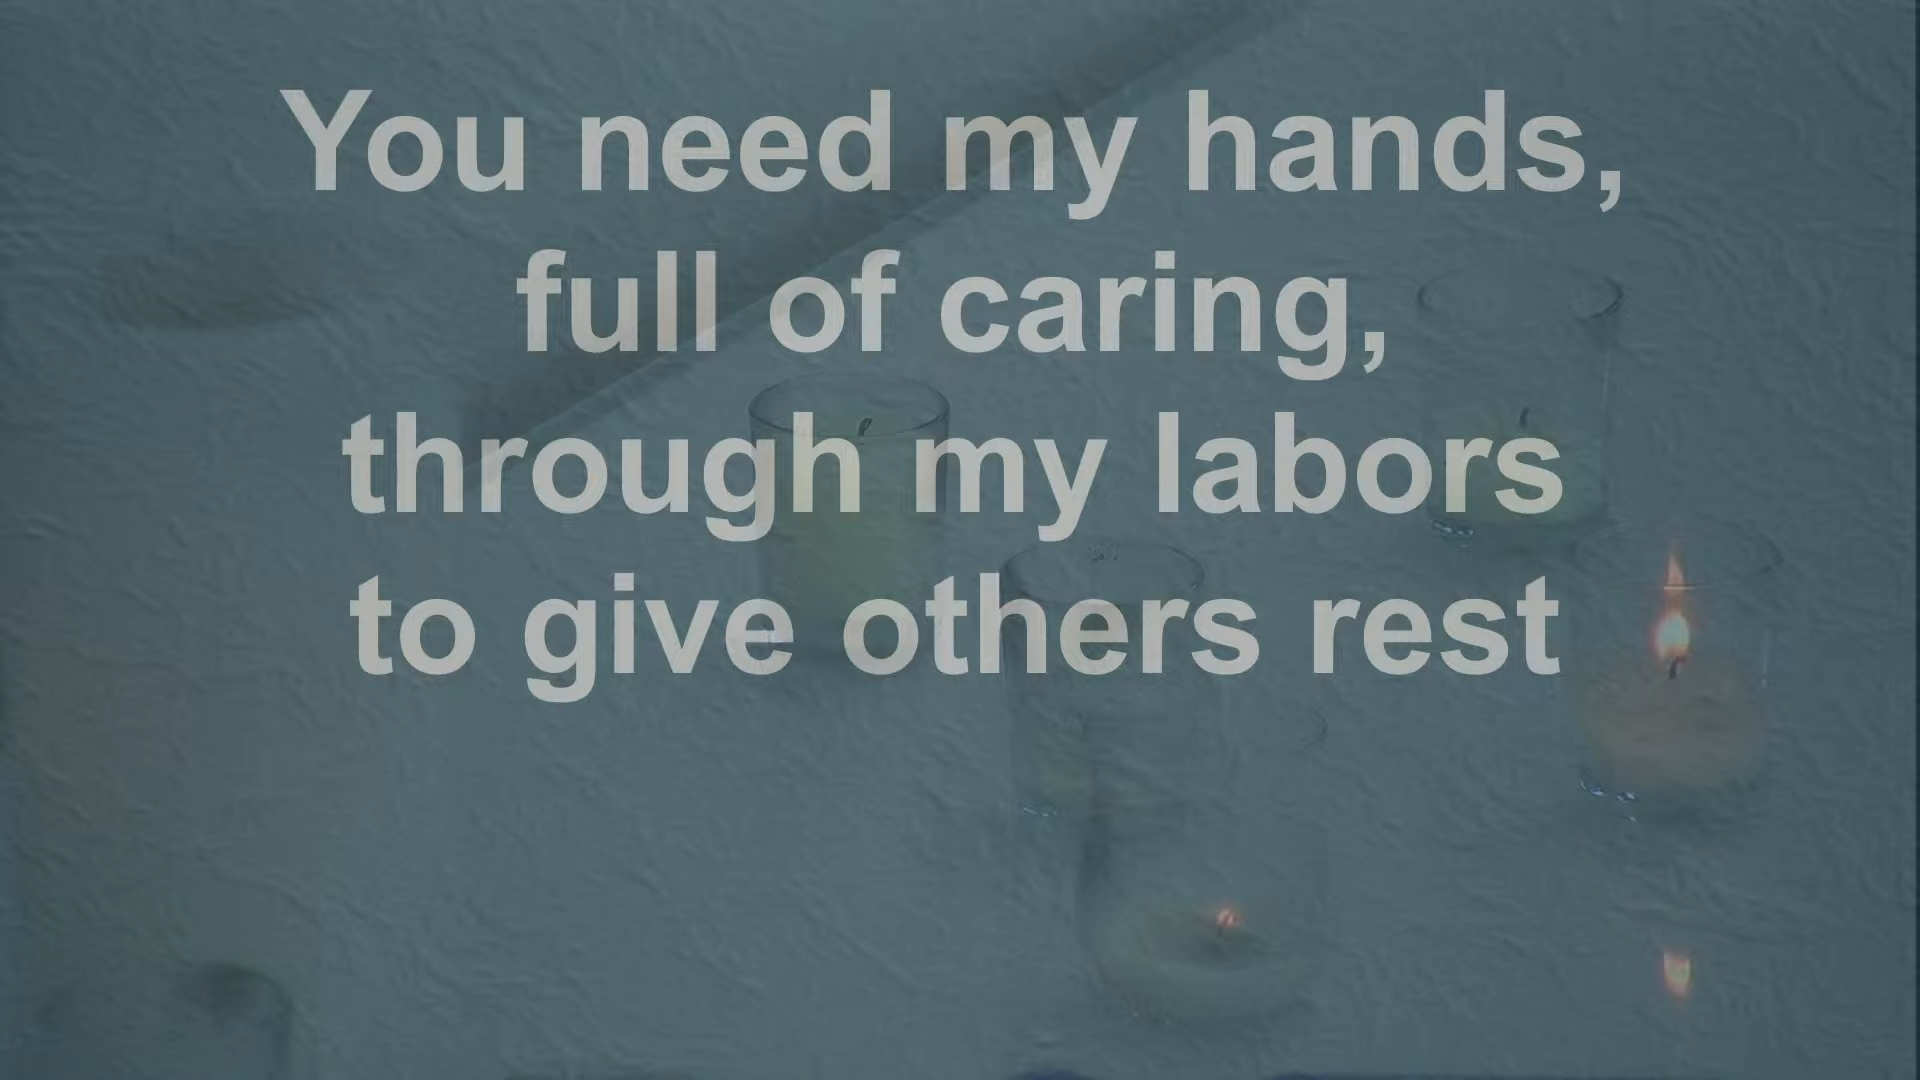 You need my hands,
full of caring,
through my labors
to give others rest